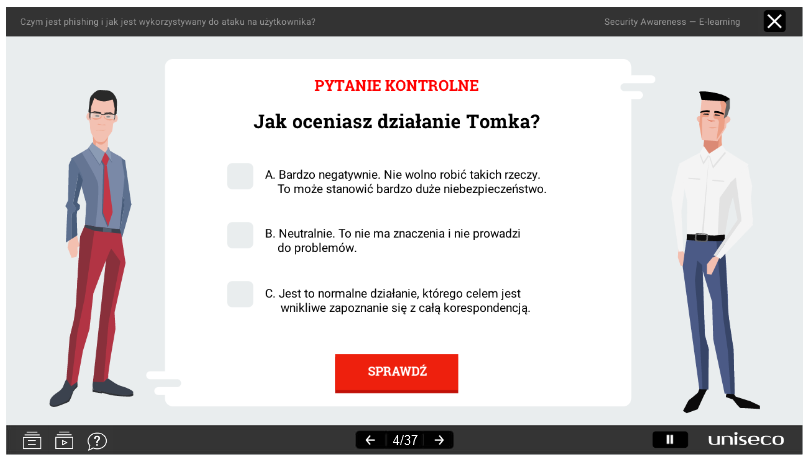 Czym jest phishing i jak jest wykorzystywany do ataku na użytkownika?
Security Awareness — E-learning
PYTANIE KONTROLNE
Jak oceniasz działanie Tomka?
A. Bardzo negatywnie. Nie wolno robić takich rzeczy.
To może stanowić bardzo duże niebezpieczeństwo.
B. Neutralnie. To nie ma znaczenia i nie prowadzi
do problemów.
C. Jest to normalne działanie, którego celem jest
wnikliwe zapoznanie się z całą korespondencją.
SPRAWDŹ
4/37
uniseco